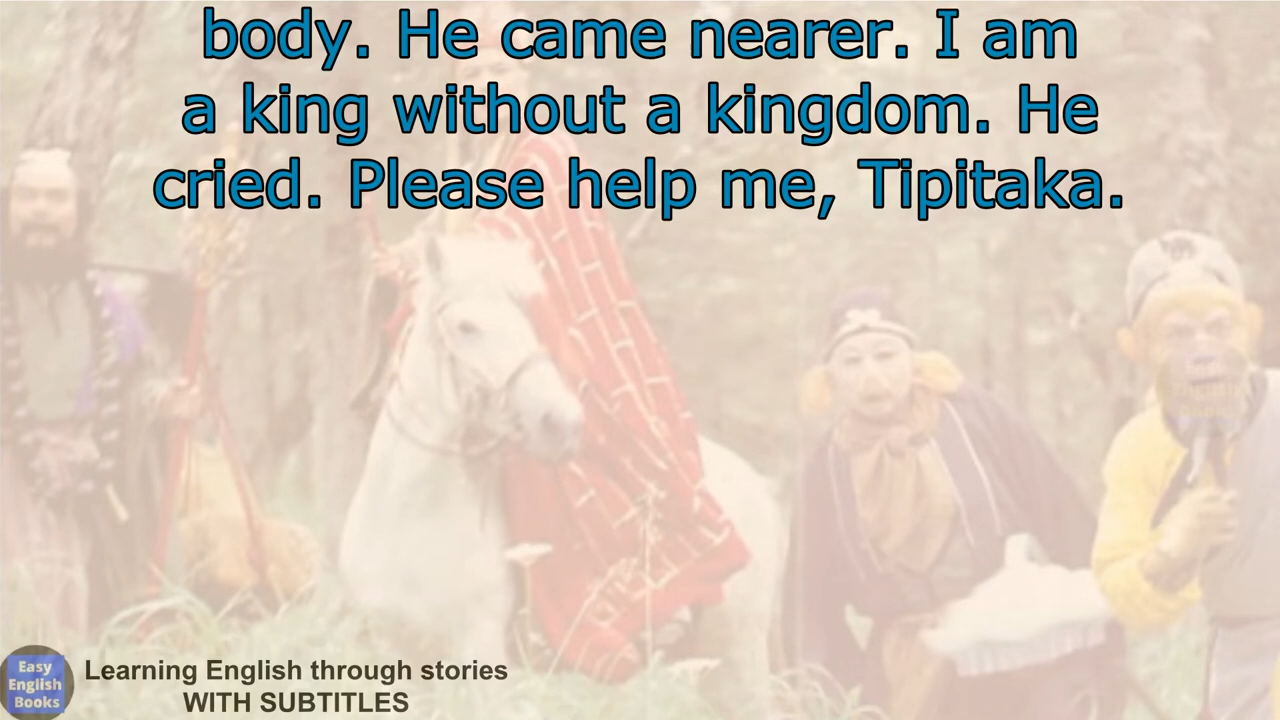 body. He came nearer. I am
a king without a kingdom. He
cried. Please help me, Tipitaka.
Easy
English
Books
Learning English through stories
WITH SUBTITLES